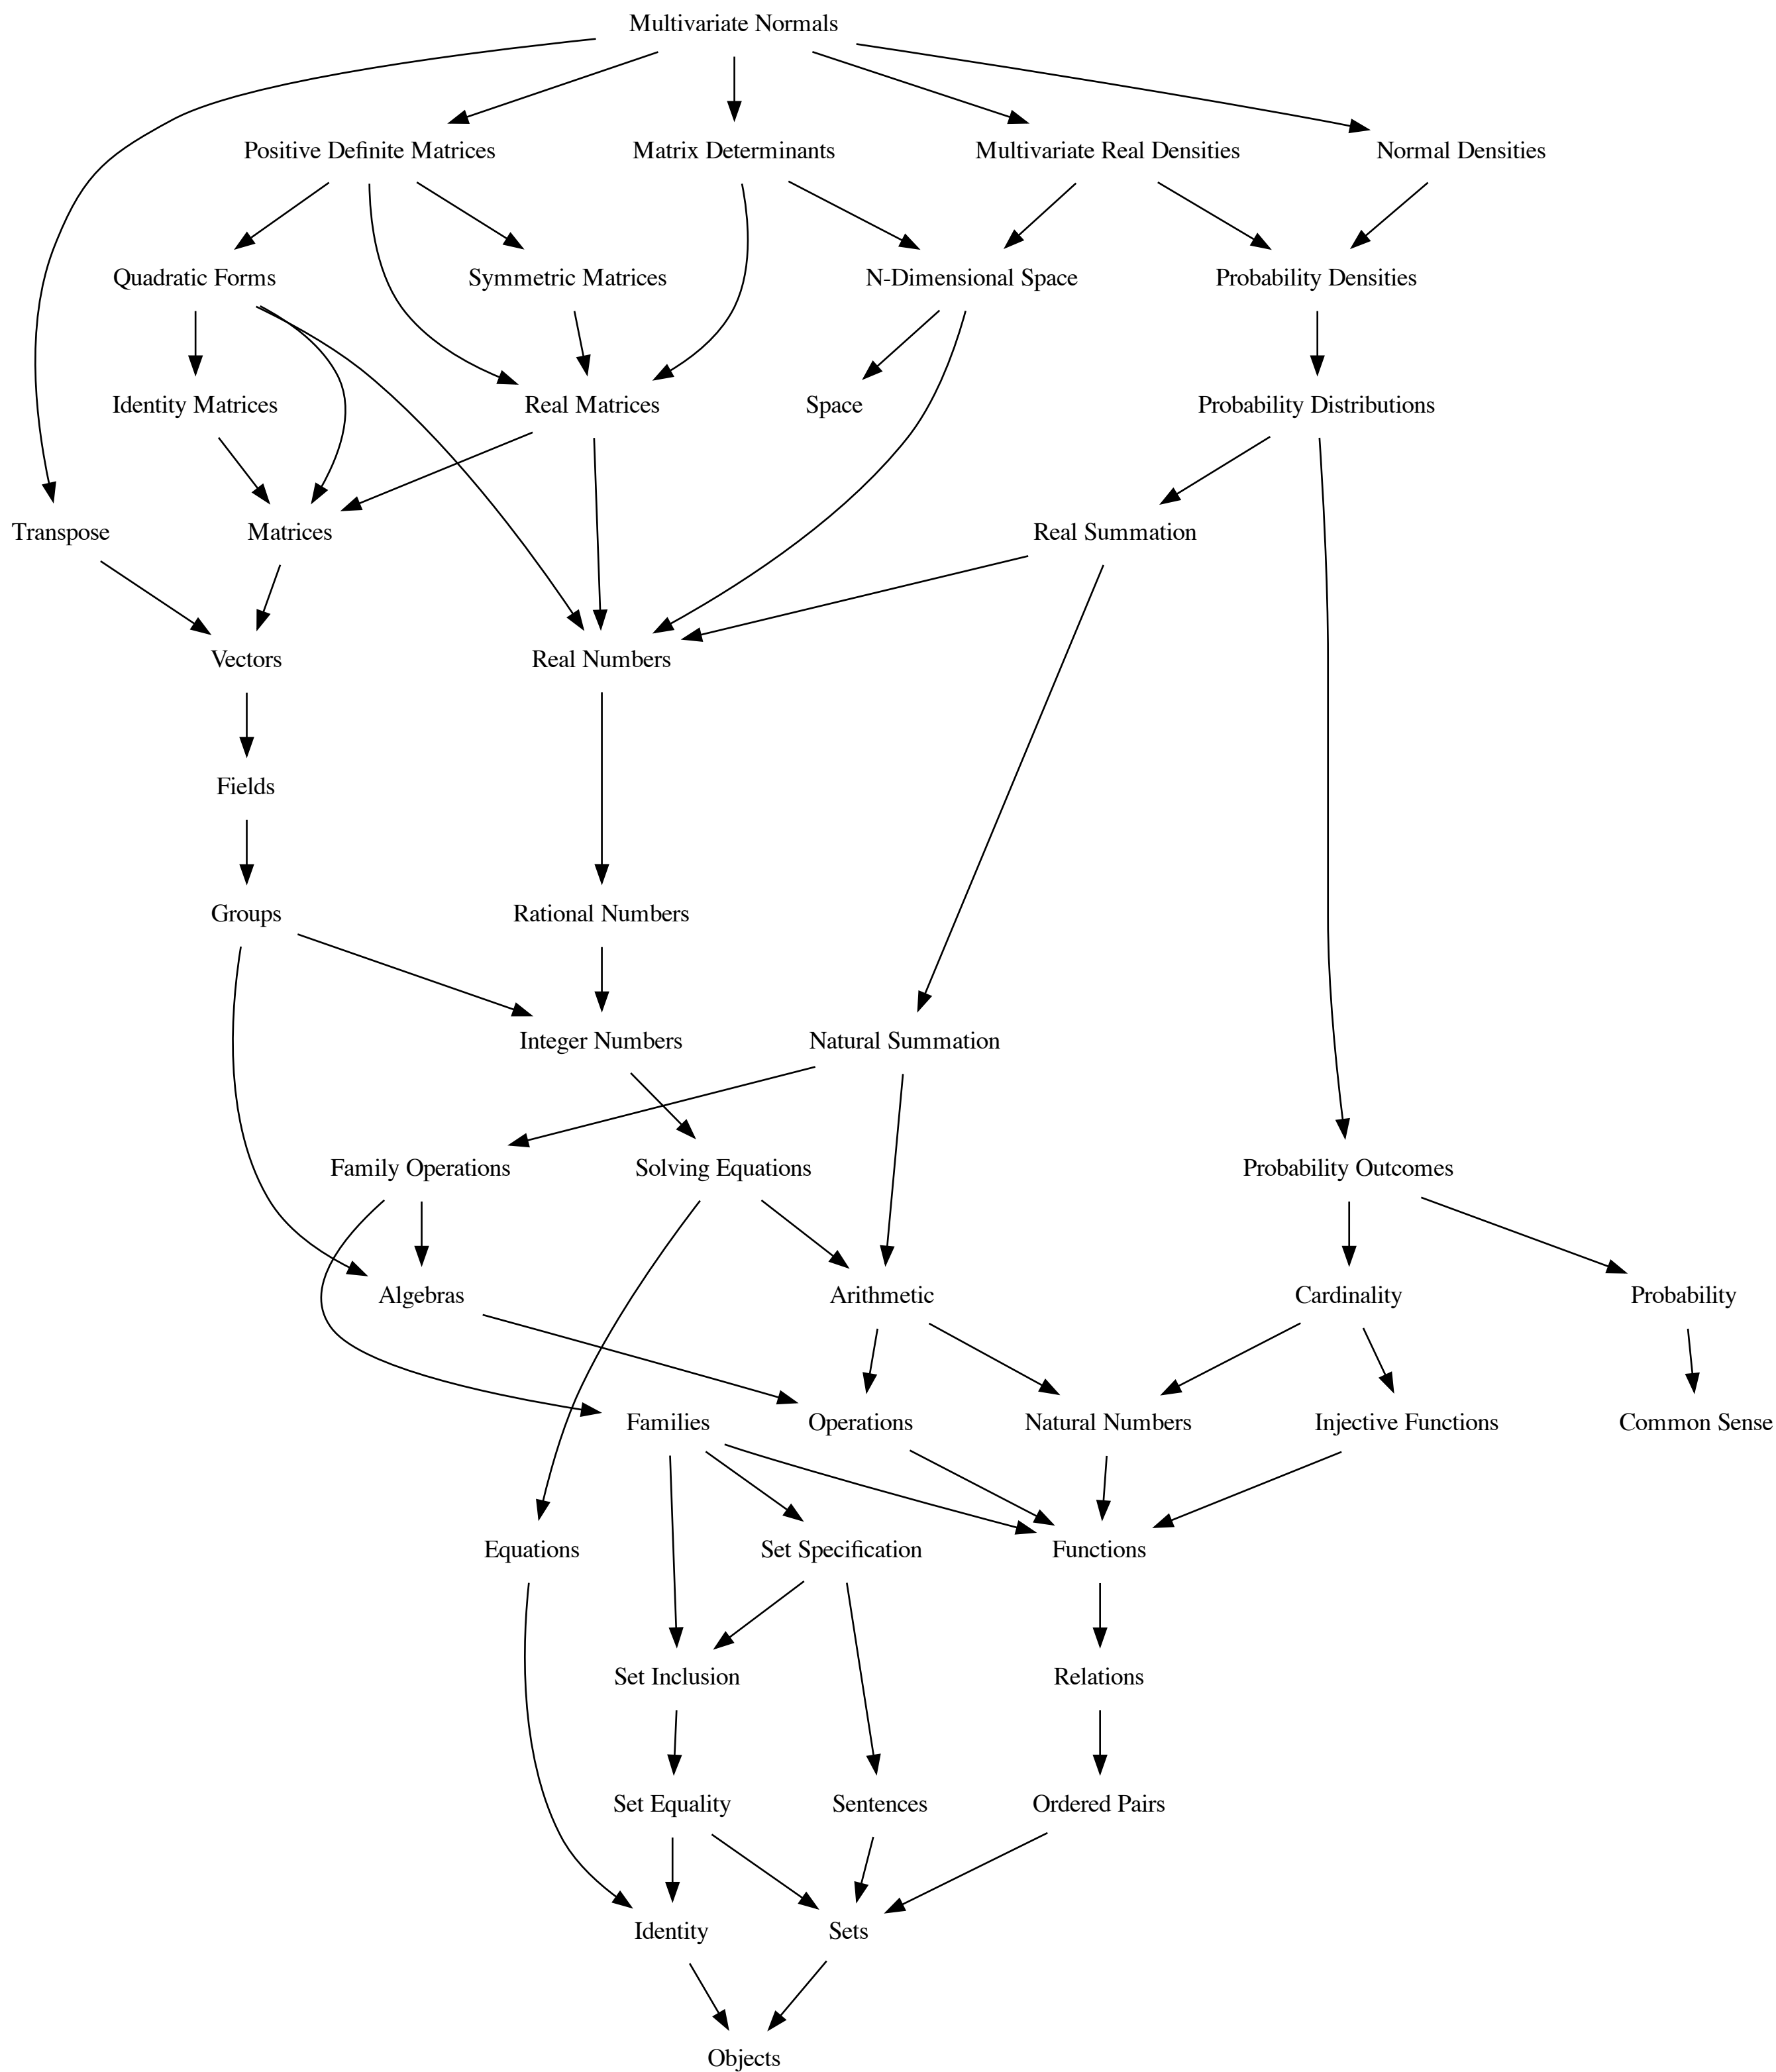 Multivariate Normals
Positive Definite Matrices
Matrix Determinants
Multivariate Real Densities
Normal Densities
Quadratic Forms
Symmetric Matrices
N-Dimensional Space
Probability Densities
Identity Matrices
Real Matrices
Space
Probability Distributions
Transpose
Matrices
Real Summation
Vectors
Real Numbers
Fields
Groups
Rational Numbers
Integer Numbers
Natural Summation
Family Operations
Solving Equations
Probability Outcomes
Algebras
Arithmetic
Cardinality
Probability
Families
Operations
Natural Numbers
Injective Functions
Common Sense
Equations
Set Specification
Functions
Set Inclusion
Relations
Set Equality
Sentences
Ordered Pairs
Identity
Sets
Objects